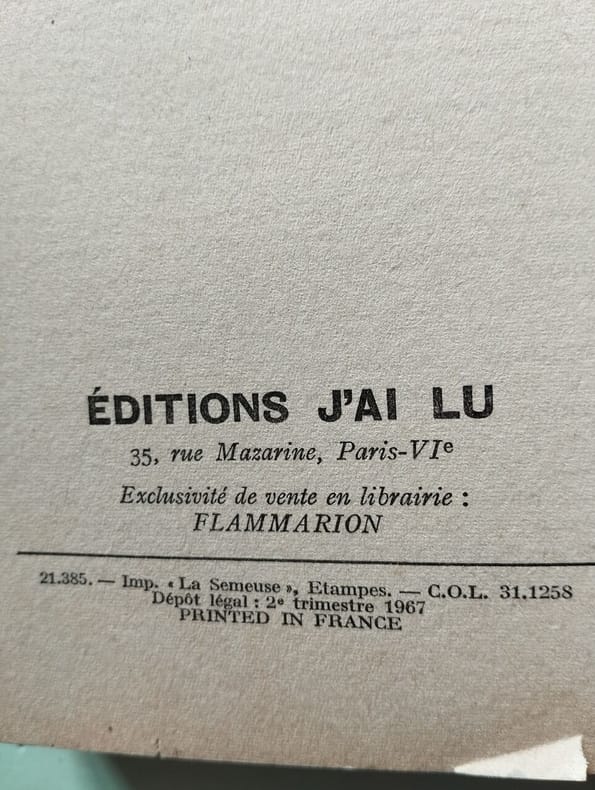 ÉDITIONS J'AI LU
35, rue Mazarine, Paris-VIe
Exclusivité de vente en librairie :
FLAMMARION
21.385. — Imp. « La Semeuse », Etampes. — C.O.L. 31.1258
Dépôt légal : 2e trimestre 1967
PRINTED IN FRANCE